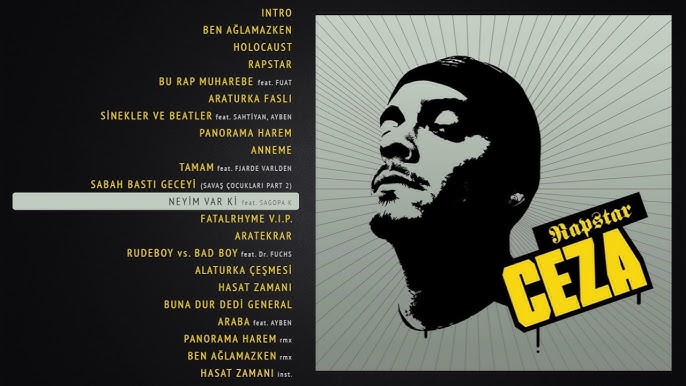 INTRO
BEN AĞLAMAZKEN
HOLOCAUST
RAPSTAR
BU RAP MUHAREBE feat. FUAT
ARATURKA FASLI
SİNEKLER VE BEATLER feat. SAHTİYAN, AYBEN
PANORAMA HAREM
ANNEME
TAMAM feat. FJARDE VARLDEN
SABAH BASTI GECEYİ (SAVAŞ ÇOCUKLARI PART 2)
NEYİM VAR Kİ feat. SAGOPA K
FATALRHYME V.I.P.
ARATEKRAR
RUDEBOY vs. BAD BOY feat. Dr. FUCHS
ALATURKA ÇEŞMESİ
HASAT ZAMANI
BUNA DUR DEDİ GENERAL
ARABA feat. AYBEN
PANORAMA HAREM rmx
BEN AĞLAMAZKEN rmx
HASAT ZAMANI inst.
Rapstar
CEZA